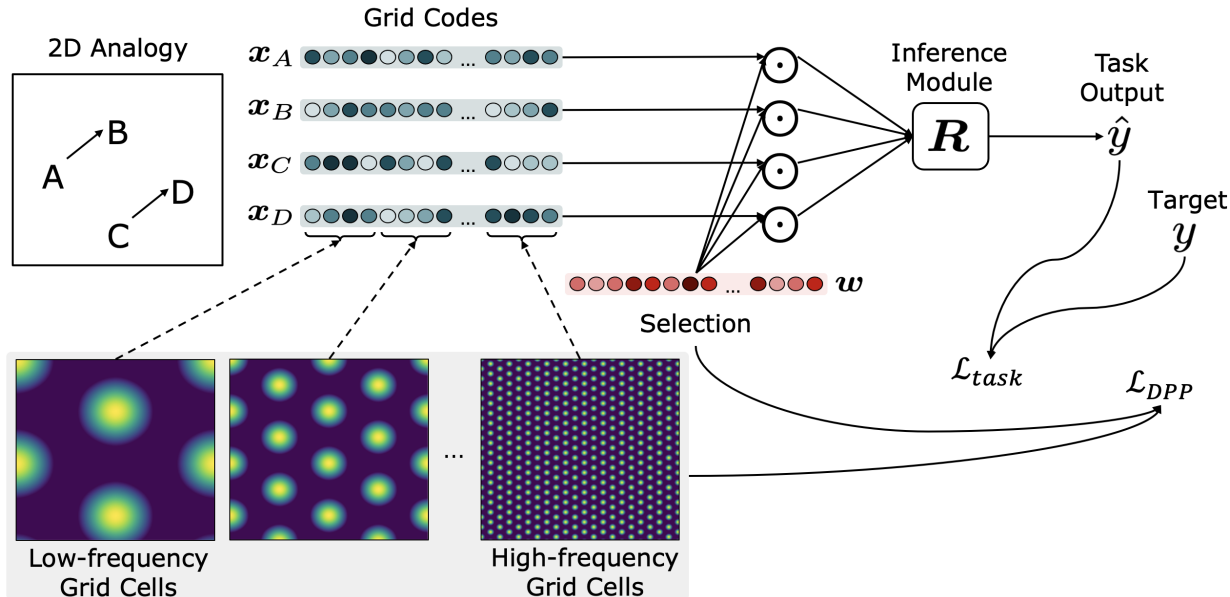 Grid Codes
2D Analogy
A
B
C
D
x_A
x_B
x_C
x_D
...
...
...
...
⊙
⊙
⊙
⊙
Inference
Module
R
Task
Output
ŷ
Target
y
... w
Selection
ℒ_task
ℒ_DPP
...
Low-frequency
Grid Cells
High-frequency
Grid Cells